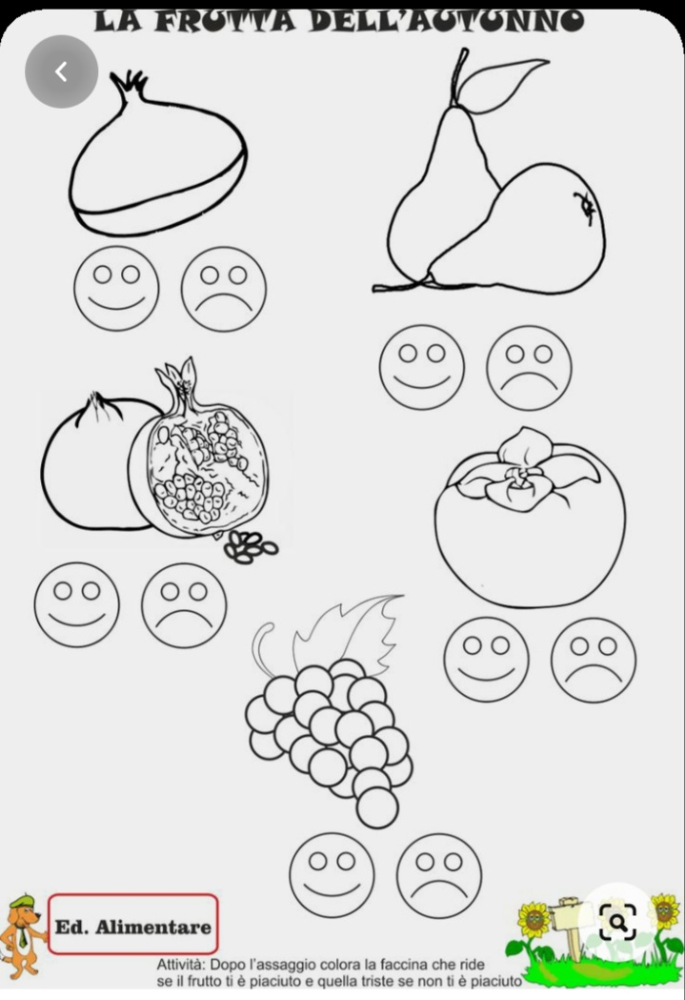 LA FRUTTA DELL'AUTUNNO
Ed. Alimentare
Attività: Dopo l'assaggio colora la faccina che ride
se il frutto ti è piaciuto e quella triste se non ti è piaciuto